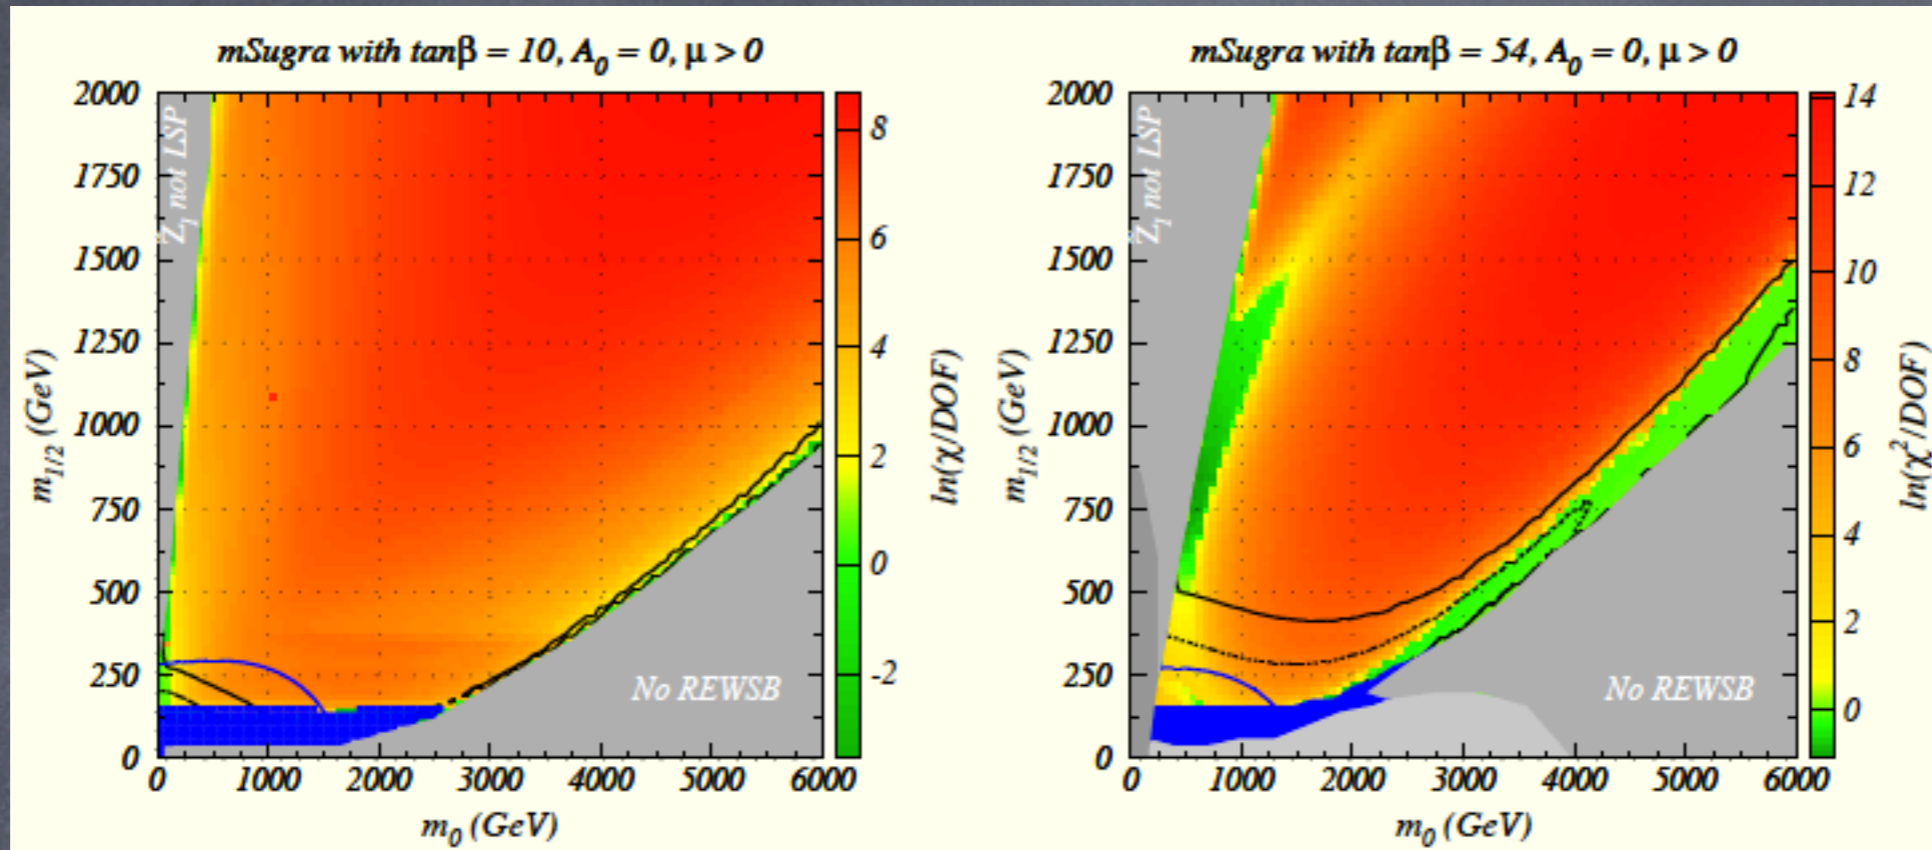 mSugra with tanβ = 10, A₀ = 0, μ > 0
2000
1750
1500
1250
1000
750
500
250
0
m₁/₂ (GeV)
Z̃₁ not LSP
No REWSB
0 1000 2000 3000 4000 5000 6000
m₀ (GeV)
8
6
4
2
0
-2
ln(χ/DOF)
mSugra with tanβ = 54, A₀ = 0, μ > 0
2000
1750
1500
1250
1000
750
500
250
0
m₁/₂ (GeV)
Z̃₁ not LSP
No REWSB
0 1000 2000 3000 4000 5000 6000
m₀ (GeV)
14
12
10
8
6
4
2
0
ln(χ²/DOF)